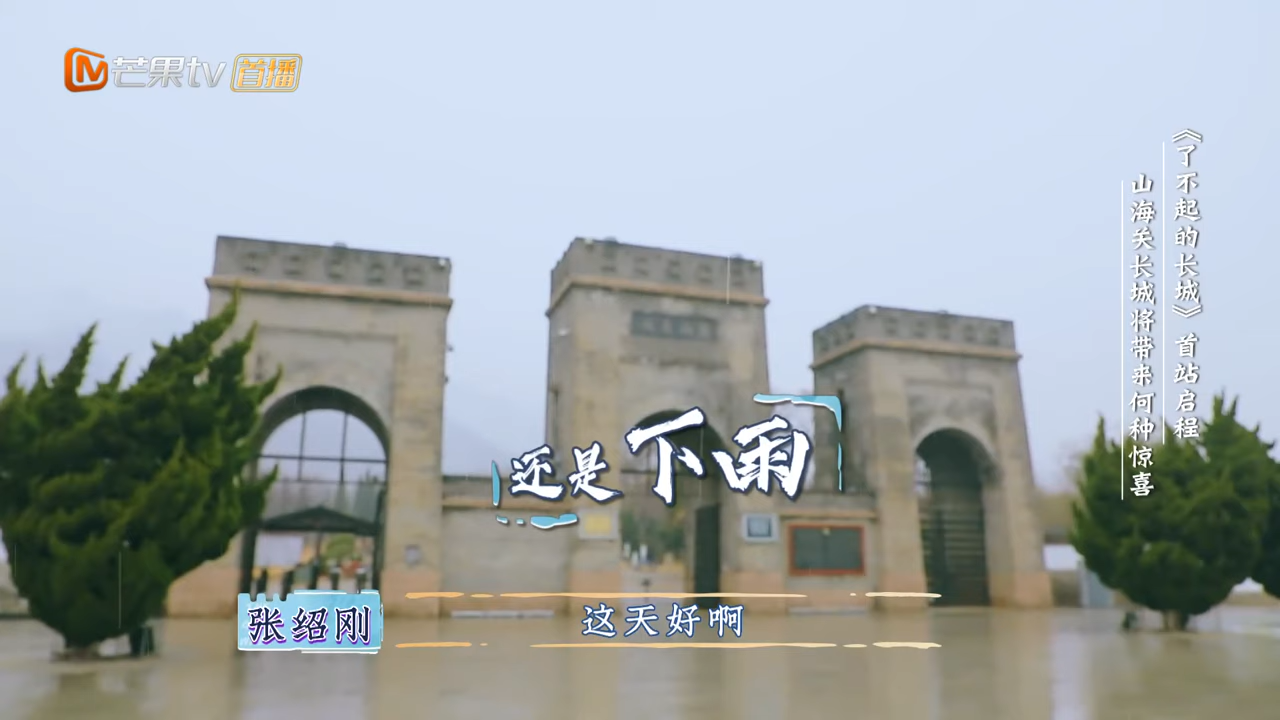 芒果tv 首播
《了不起的长城》首站启程
山海关长城将带来何种惊喜
还是下雨
张绍刚
这天好啊